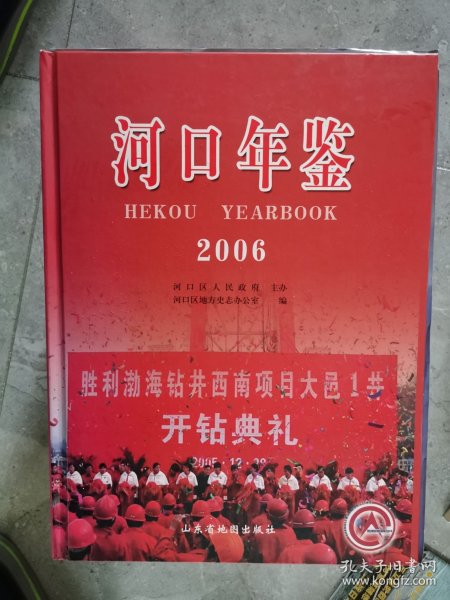 河口年鉴
HEKOU YEARBOOK
2006
河口区人民政府 主办
河口区地方史志办公室 编
胜利渤海钻井西南项目大邑1井
开钻典礼
山东省地图出版社
孔夫子旧书网
www.kongfz.com